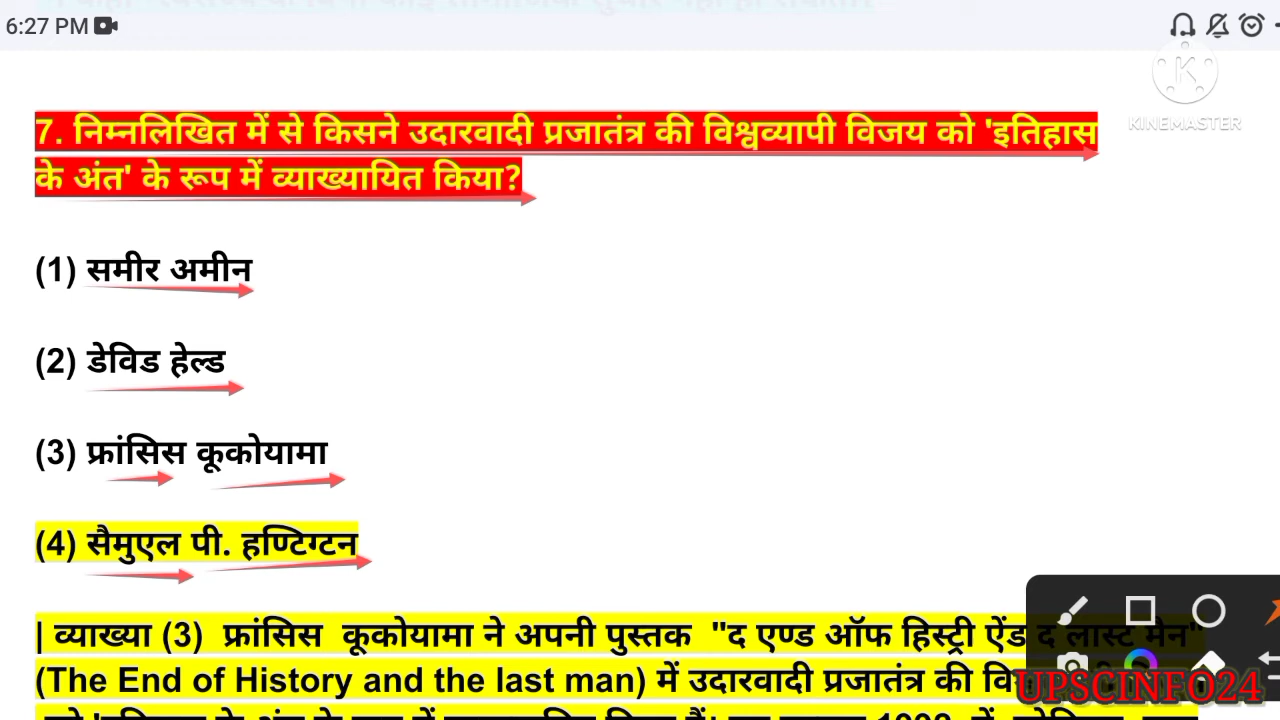 6:27 PM
KINEMASTER
7. निम्नलिखित में से किसने उदारवादी प्रजातंत्र की विश्वव्यापी विजय को 'इतिहास
के अंत' के रूप में व्याख्यायित किया?
(1) समीर अमीन
(2) डेविड हेल्ड
(3) फ्रांसिस कूकोयामा
(4) सैमुएल पी. हण्टिग्टन
| व्याख्या (3) फ्रांसिस कूकोयामा ने अपनी पुस्तक "द एण्ड ऑफ हिस्ट्री ऐंड द लास्ट मैन"
(The End of History and the last man) में उदारवादी प्रजातंत्र की
UPSCINFO24